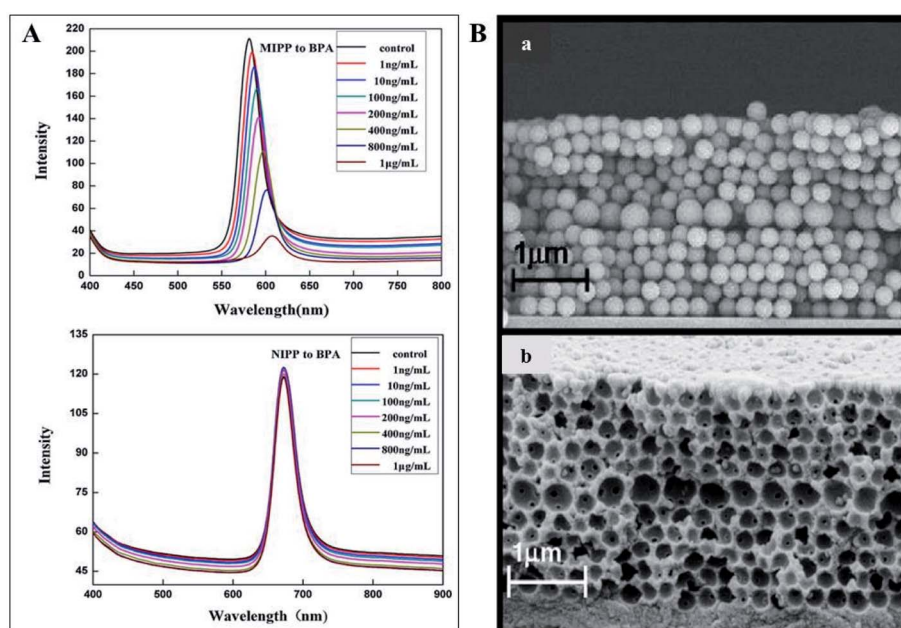 A
MIPP to BPA
control
1ng/mL
10ng/mL
100ng/mL
200ng/mL
400ng/mL
800ng/mL
1μg/mL
Intensity
220
200
180
160
140
120
100
80
60
40
20
0
400 450 500 550 600 650 700 750 800
Wavelength(nm)
NIPP to BPA
control
1ng/mL
10ng/mL
100ng/mL
200ng/mL
400ng/mL
800ng/mL
1μg/mL
Intensity
135
120
105
90
75
60
45
400 500 600 700 800 900
Wavelength (nm)
B
a
1μm
b
1μm